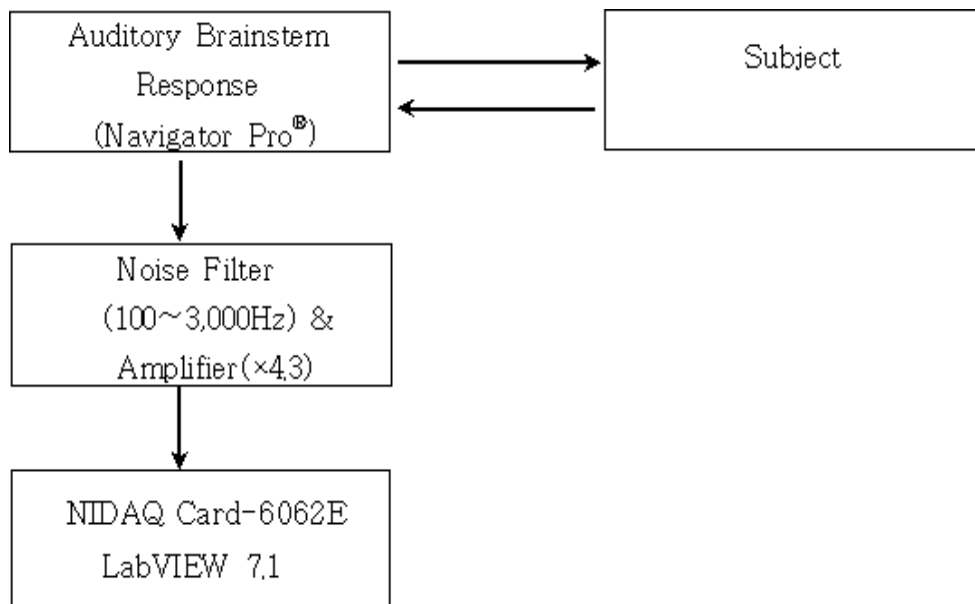 Auditory Brainstem
Response
(Navigator Pro®)
Subject
Noise Filter
(100~3,000Hz) &
Amplifier(×4.3)
NIDAQ Card-6062E
LabVIEW 7.1